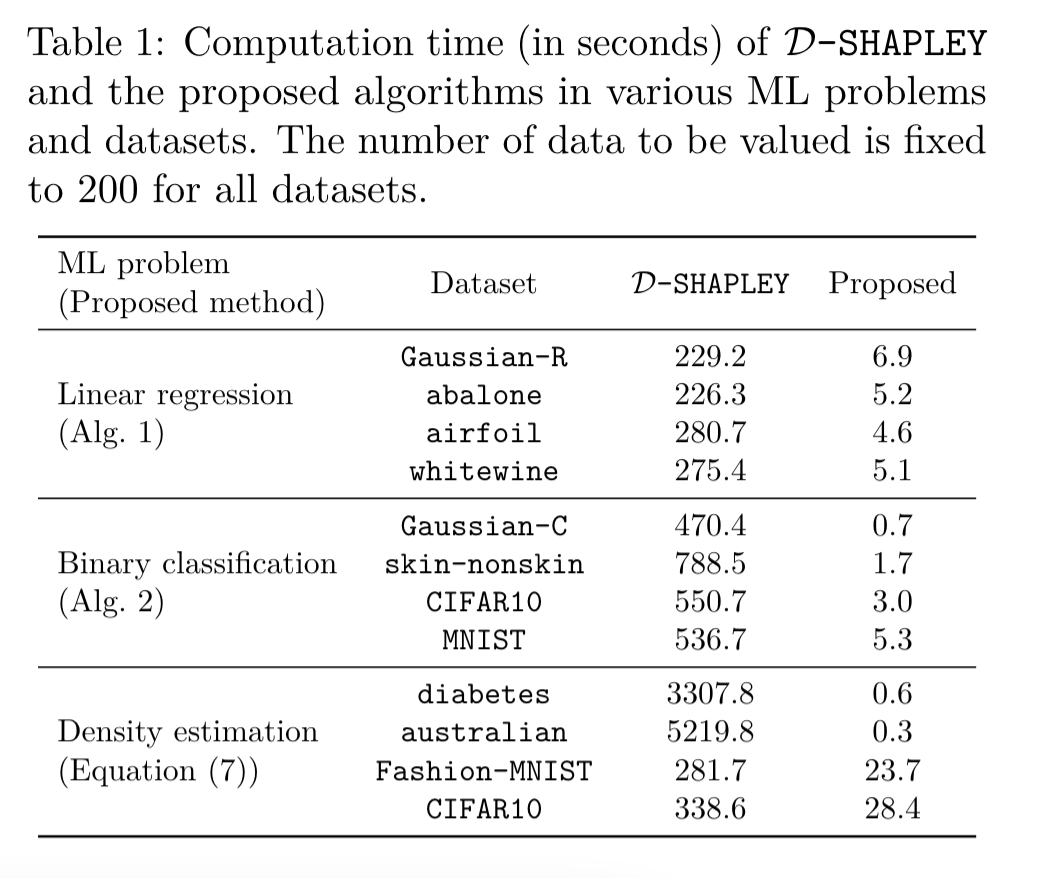 Table 1: Computation time (in seconds) of D-SHAPLEY
and the proposed algorithms in various ML problems
and datasets. The number of data to be valued is fixed
to 200 for all datasets.
ML problem
(Proposed method) Dataset D-SHAPLEY Proposed
Gaussian-R 229.2 6.9
Linear regression abalone 226.3 5.2
(Alg. 1) airfoil 280.7 4.6
whitewine 275.4 5.1
Gaussian-C 470.4 0.7
Binary classification skin-nonskin 788.5 1.7
(Alg. 2) CIFAR10 550.7 3.0
MNIST 536.7 5.3
diabetes 3307.8 0.6
Density estimation australian 5219.8 0.3
(Equation (7)) Fashion-MNIST 281.7 23.7
CIFAR10 338.6 28.4